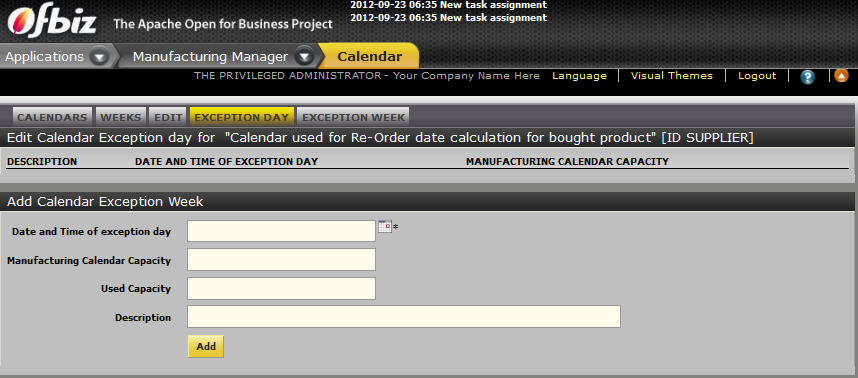 2012-09-23 06:35 New task assignment
2012-09-23 06:35 New task assignment
Ofbiz The Apache Open for Business Project
Applications Manufacturing Manager Calendar
THE PRIVILEGED ADMINISTRATOR - Your Company Name Here Language Visual Themes Logout ?
CALENDARS WEEKS EDIT EXCEPTION DAY EXCEPTION WEEK
Edit Calendar Exception day for "Calendar used for Re-Order date calculation for bought product" [ID SUPPLIER]
DESCRIPTION DATE AND TIME OF EXCEPTION DAY MANUFACTURING CALENDAR CAPACITY
Add Calendar Exception Week
Date and Time of exception day *
Manufacturing Calendar Capacity
Used Capacity
Description
Add